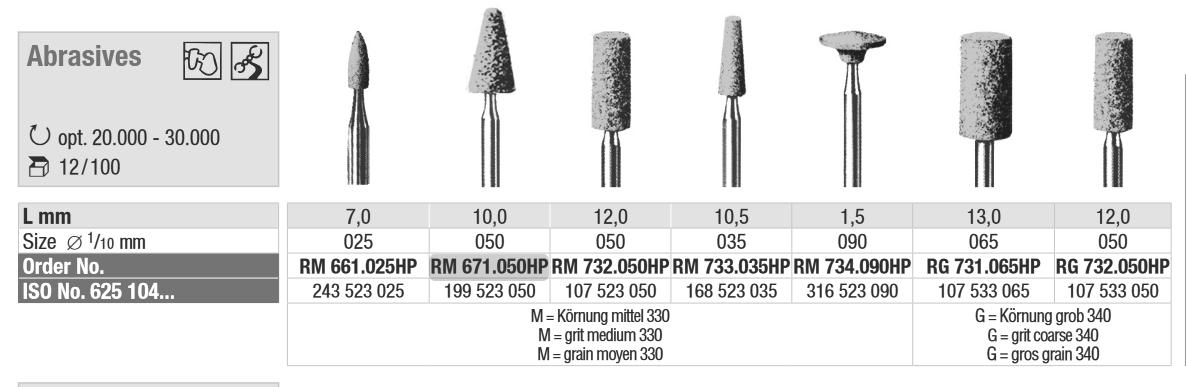 Abrasives
opt. 20.000 - 30.000
12/100
L mm 7,0 10,0 12,0 10,5 1,5 13,0 12,0
Size ∅ 1/10 mm 025 050 050 035 090 065 050
Order No. RM 661.025HP RM 671.050HP RM 732.050HP RM 733.035HP RM 734.090HP RG 731.065HP RG 732.050HP
ISO No. 625 104... 243 523 025 199 523 050 107 523 050 168 523 035 316 523 090 107 533 065 107 533 050
M = Körnung mittel 330
M = grit medium 330
M = grain moyen 330
G = Körnung grob 340
G = grit coarse 340
G = gros grain 340